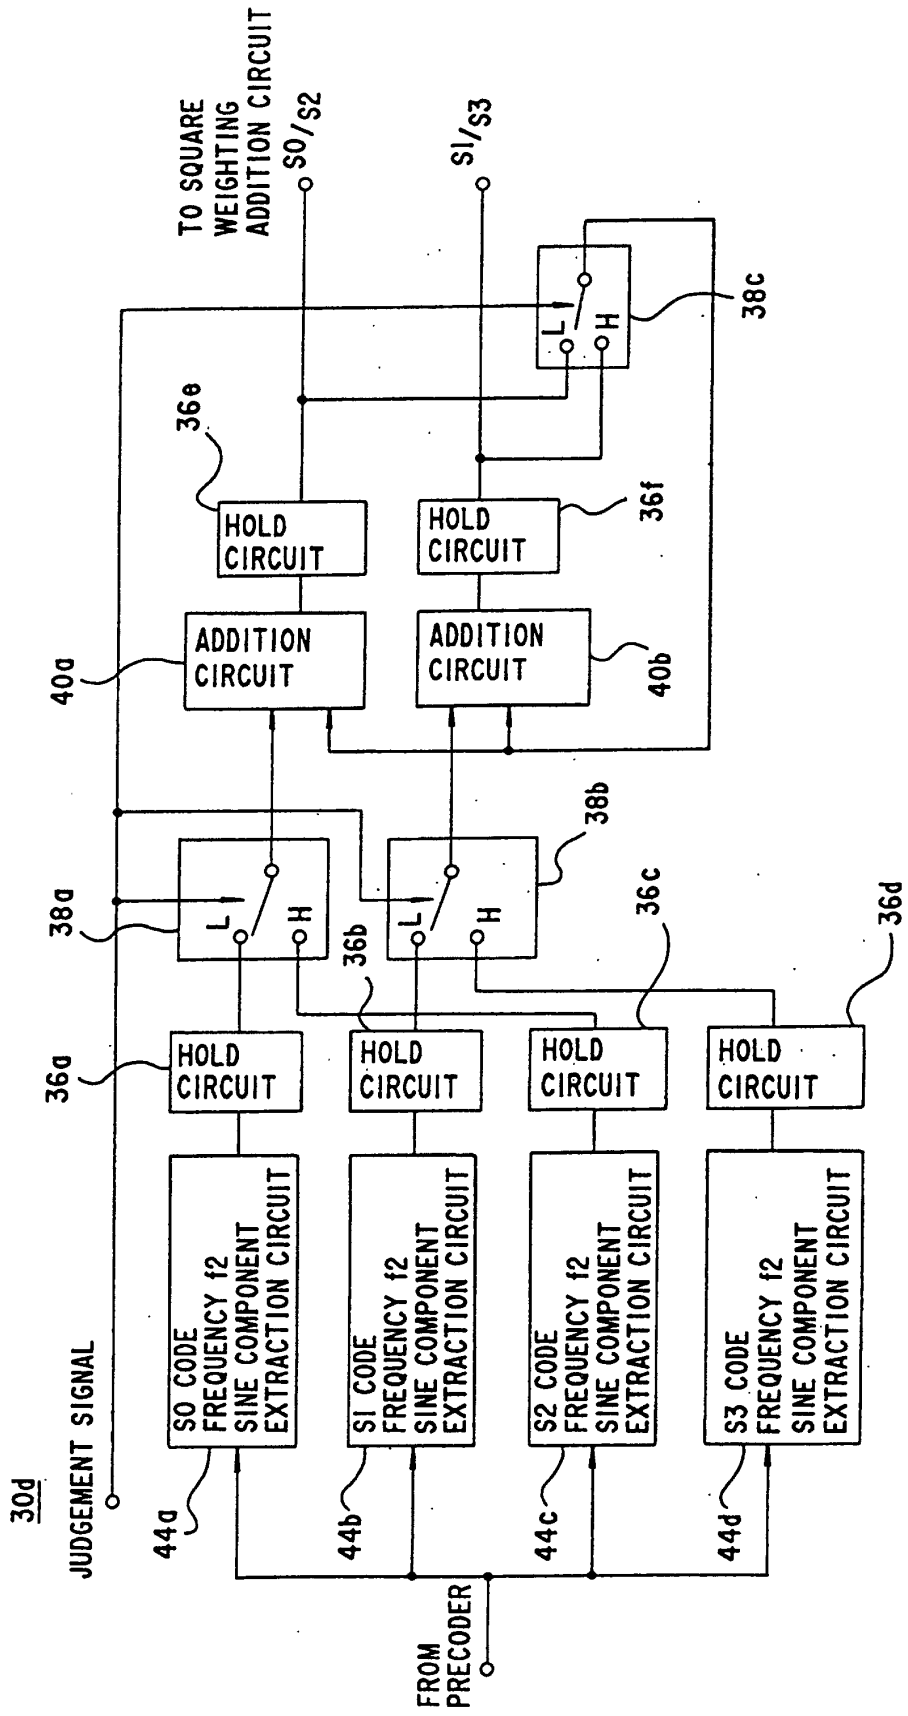 30d
JUDGEMENT SIGNAL
FROM
PRECODER
44a
S0 CODE
FREQUENCY f2
SINE COMPONENT
EXTRACTION CIRCUIT
44b
S1 CODE
FREQUENCY f2
SINE COMPONENT
EXTRACTION CIRCUIT
44c
S2 CODE
FREQUENCY f2
SINE COMPONENT
EXTRACTION CIRCUIT
44d
S3 CODE
FREQUENCY f2
SINE COMPONENT
EXTRACTION CIRCUIT
36a
HOLD
CIRCUIT
36b
HOLD
CIRCUIT
36c
HOLD
CIRCUIT
36d
HOLD
CIRCUIT
38a
L
H
38b
L
H
40a
ADDITION
CIRCUIT
40b
ADDITION
CIRCUIT
36e
HOLD
CIRCUIT
36f
HOLD
CIRCUIT
38c
L
H
TO SQUARE
WEIGHTING
ADDITION CIRCUIT
S0/S2
S1/S3